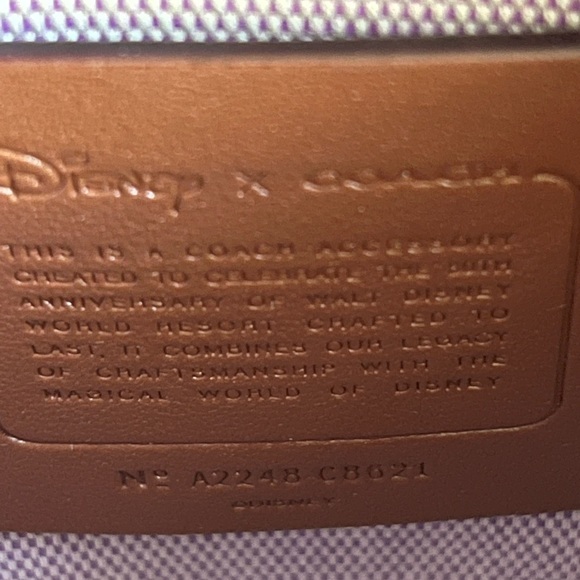 Disney x COACH
THIS IS A COACH ACCESSORY
CREATED TO CELEBRATE THE 50TH
ANNIVERSARY OF WALT DISNEY
WORLD RESORT CRAFTED TO
LAST, IT COMBINES OUR LEGACY
OF CRAFTSMANSHIP WITH THE
MAGICAL WORLD OF DISNEY
Nº A2248-C8621
©DISNEY